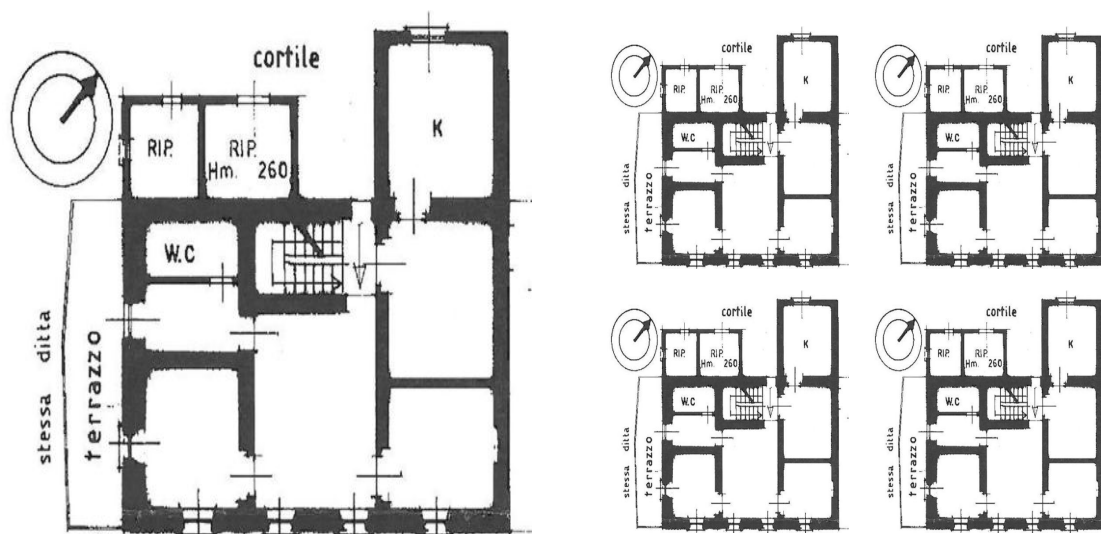 cortile
K
RIP.
RIP.
Hm. 260
W.C
stessa ditta
terrazzo
cortile
K
RIP.
RIP.
Hm. 260
W.C
stessa ditta
terrazzo
cortile
K
RIP.
RIP.
Hm. 260
W.C
stessa ditta
terrazzo
cortile
K
RIP.
RIP.
Hm. 260
W.C
stessa ditta
terrazzo
cortile
K
RIP.
RIP.
Hm. 260
W.C
stessa ditta
terrazzo